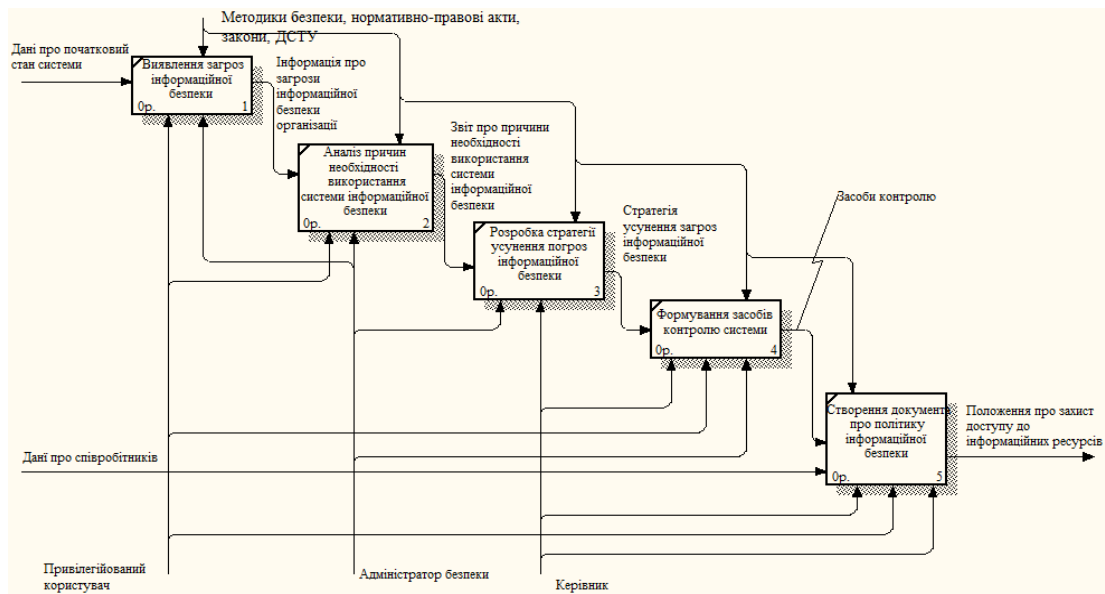 Методики безпеки, нормативно-правові акти,
закони, ДСТУ
Дані про початковий
стан системи
Виявлення загроз
інформаційної
безпеки
0р. 1
Інформація про
загрози
інформаційної
безпеки
організації
Аналіз причин
необхідності
використання
системи інформаційної
безпеки
0р. 2
Звіт про причини
необхідності
використання
системи
інформаційної
безпеки
Розробка стратегії
усунення погроз
інформаційної
безпеки
0р. 3
Стратегія
усунення загроз
інформаційної
безпеки
Засоби контролю
Формування засобів
контролю системи
0р. 4
Створення документа
про політику
інформаційної
безпеки
0р. 5
Положення про захист
доступу до
інформаційних ресурсів
Данї про співробітників
Привілегійований
користувач
Адміністратор безпеки
Керівник